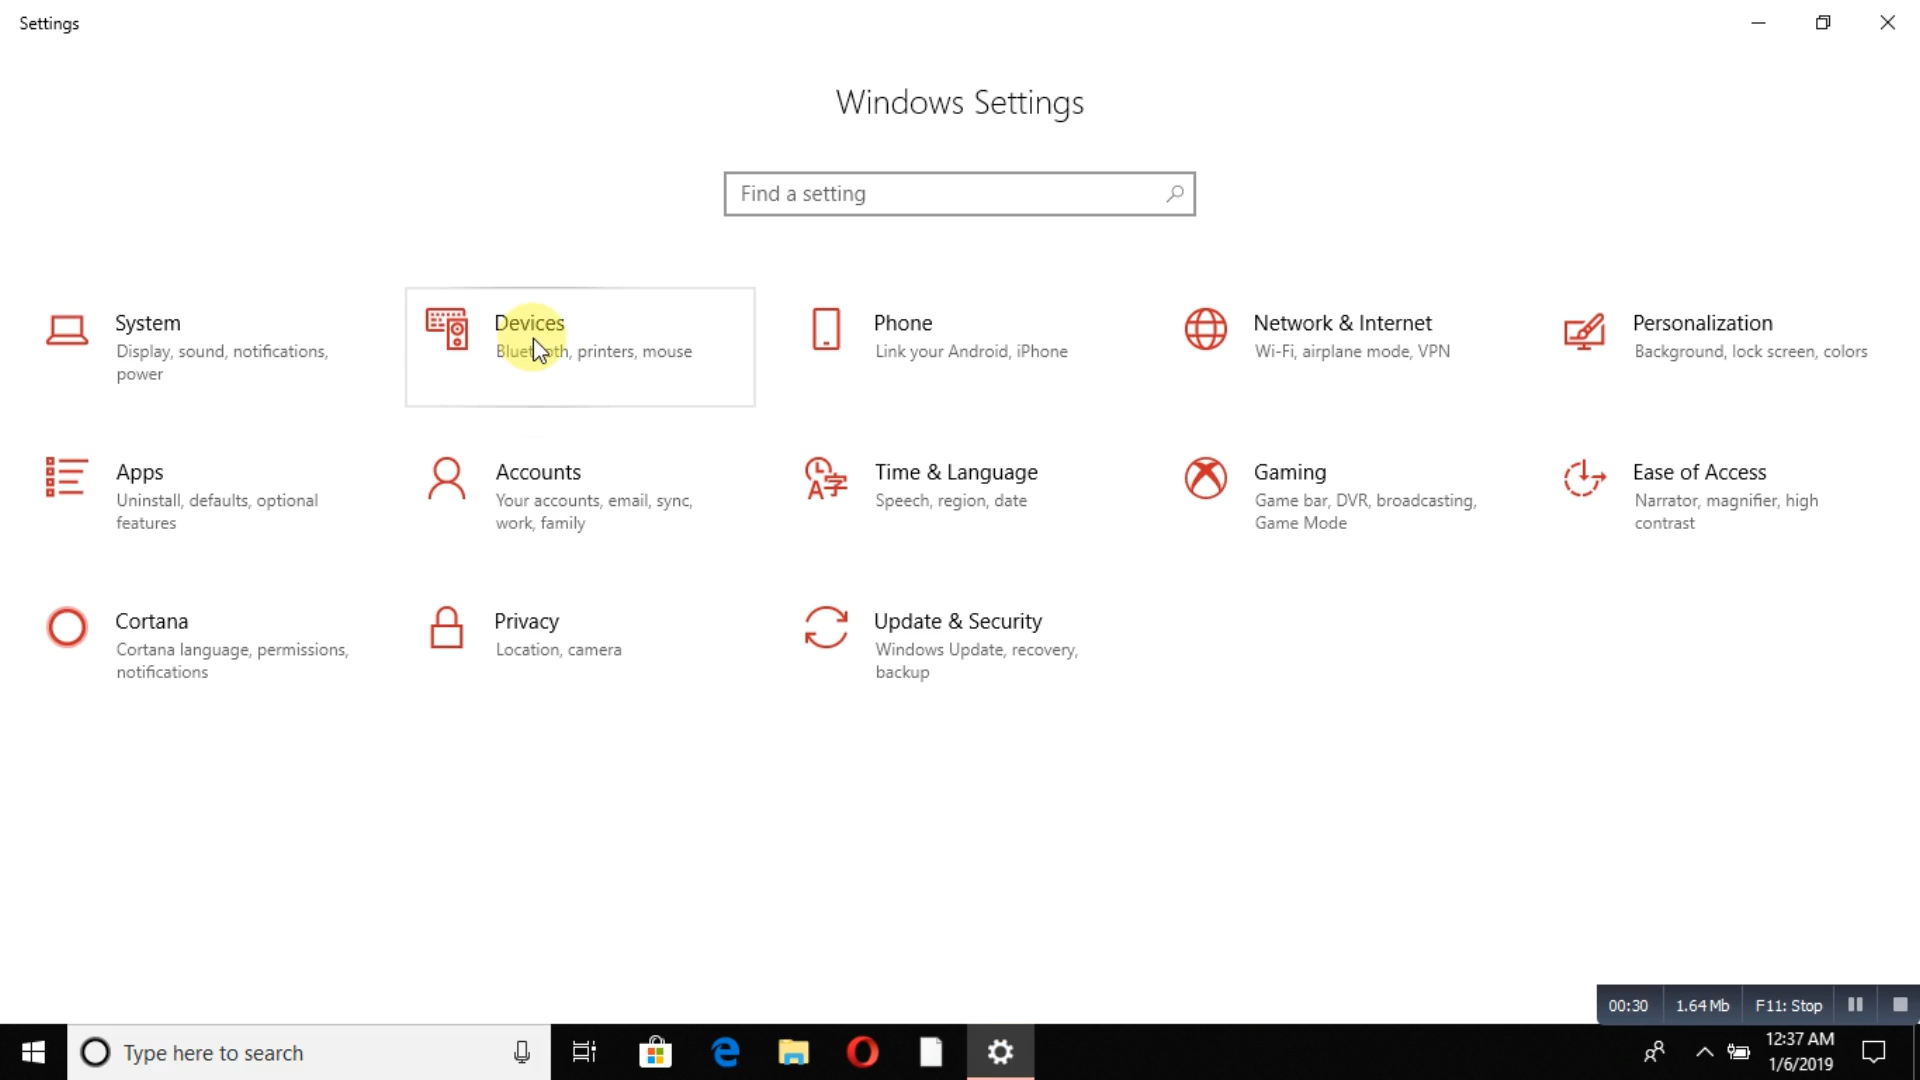 Settings
Windows Settings
Find a setting
System
Display, sound, notifications,
power
Devices
Bluetooth, printers, mouse
Phone
Link your Android, iPhone
Network & Internet
Wi-Fi, airplane mode, VPN
Personalization
Background, lock screen, colors
Apps
Uninstall, defaults, optional
features
Accounts
Your accounts, email, sync,
work, family
Time & Language
Speech, region, date
Gaming
Game bar, DVR, broadcasting,
Game Mode
Ease of Access
Narrator, magnifier, high
contrast
Cortana
Cortana language, permissions,
notifications
Privacy
Location, camera
Update & Security
Windows Update, recovery,
backup
00:30 1.64Mb F11: Stop
Type here to search
12:37 AM
1/6/2019